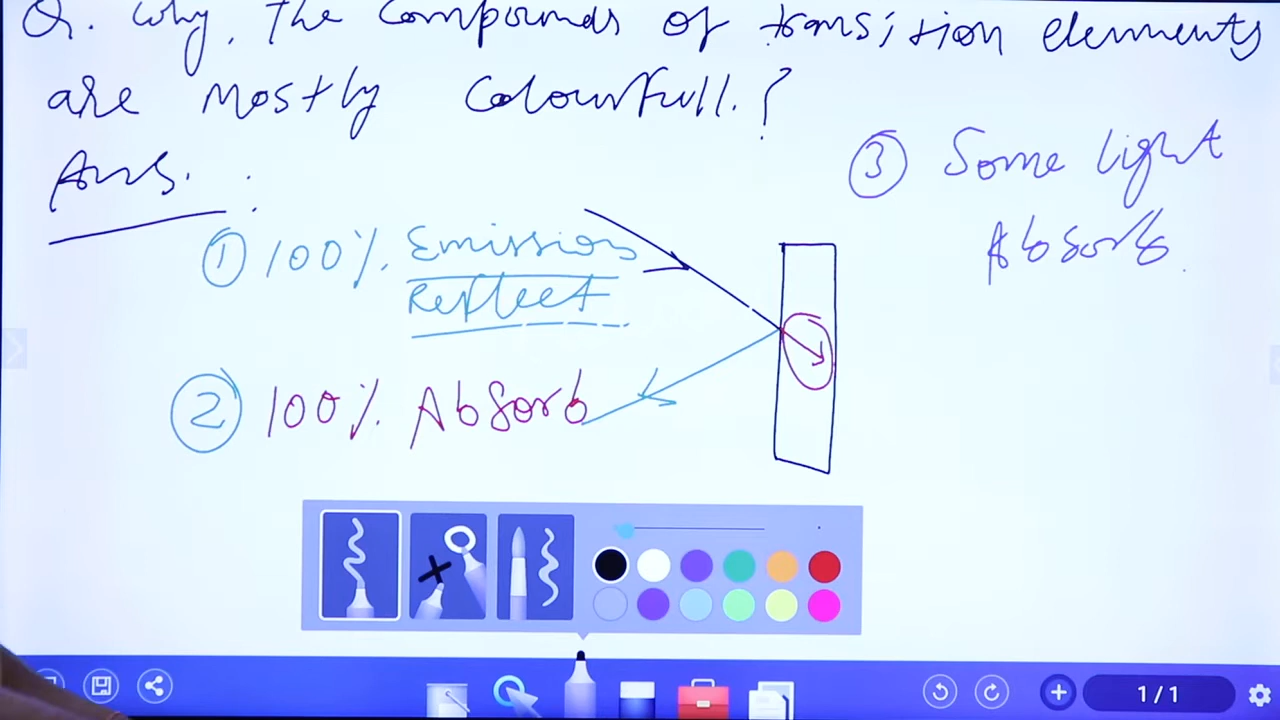 Q. Why, The Compounds of transition elements
are mostly Colourfull.?
Ans.
① 100% Emission
Reflect
② 100% Absorb
③ Some light
Absorb
1/1